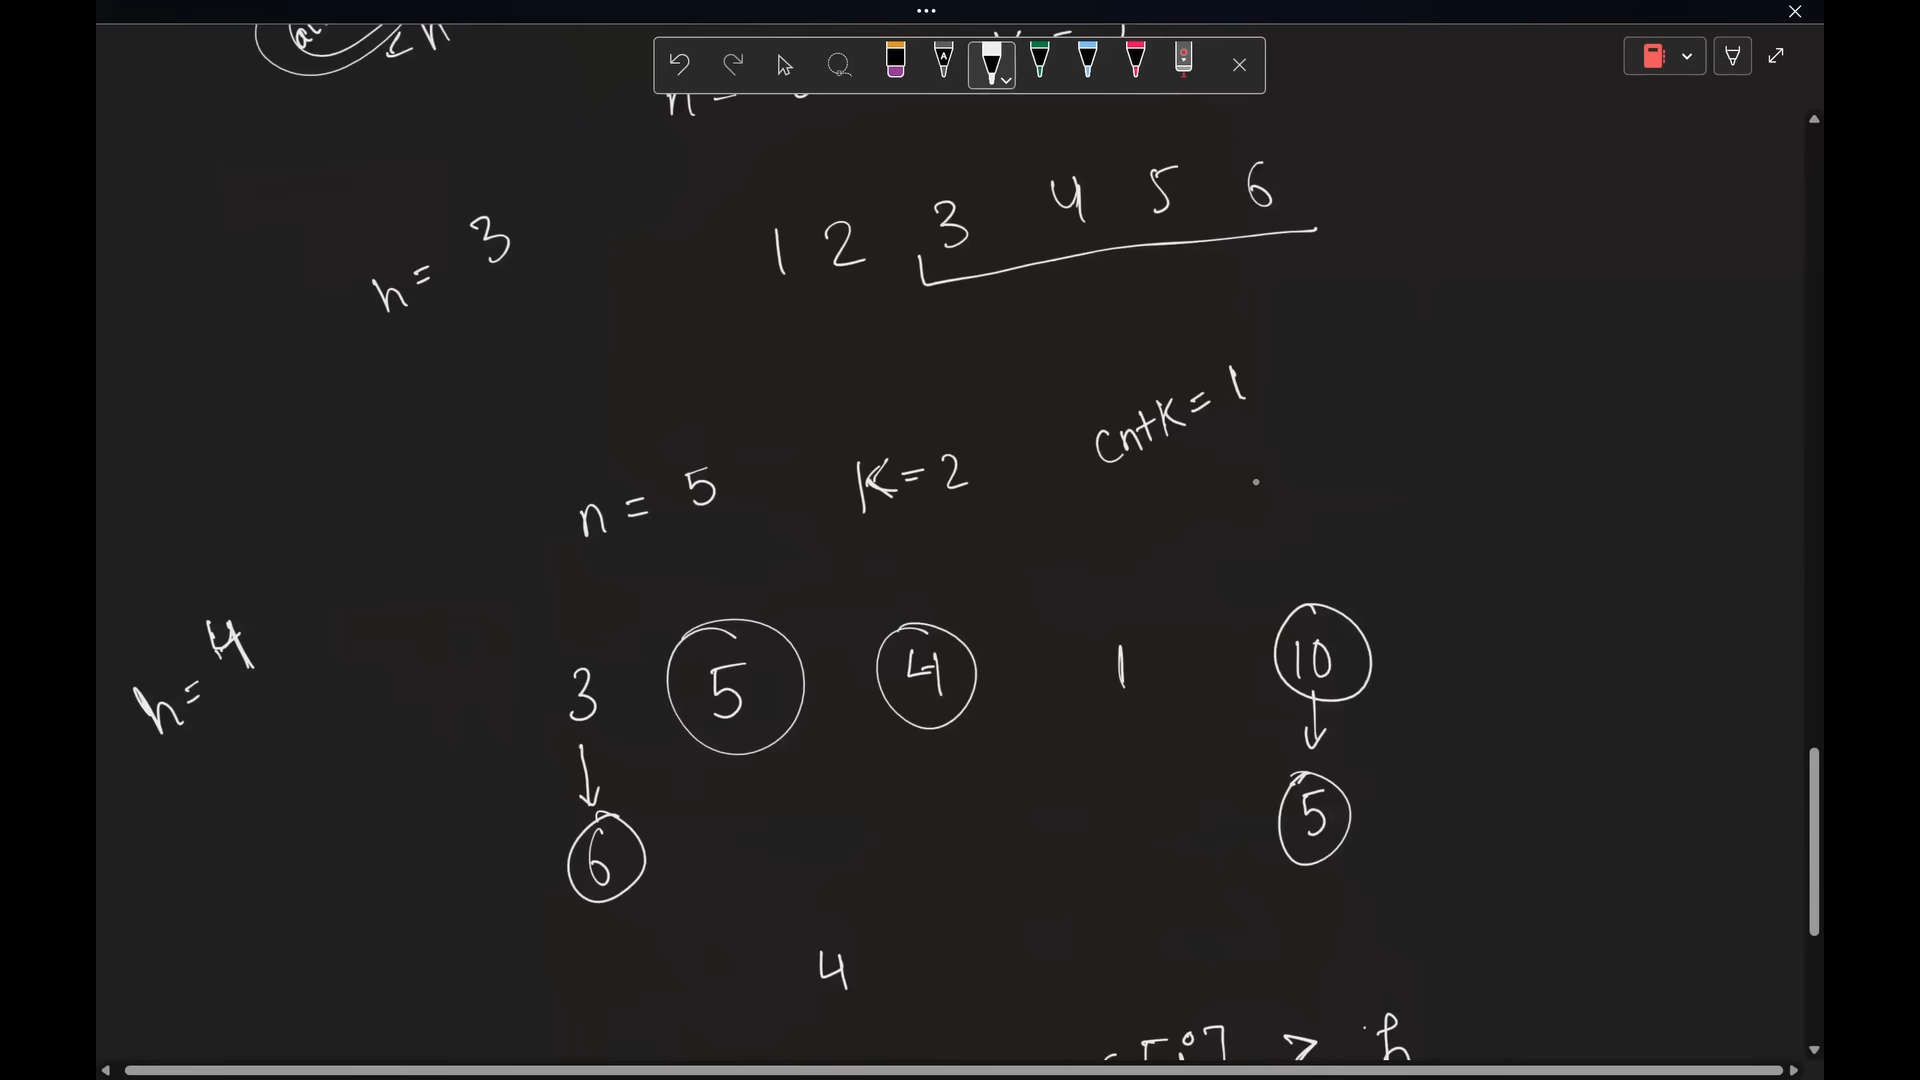 < n
n =
h = 3
1 2 3 4 5 6
cntK = 1
n = 5 K = 2
h = 4
3 5 4 1 10
6 5
4
[i] > h